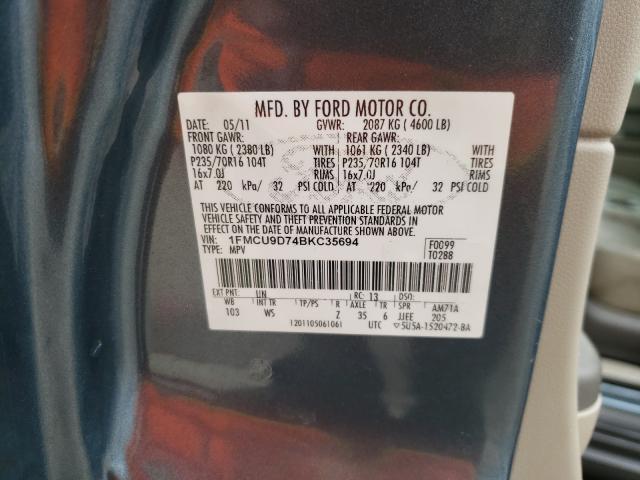 MFD. BY FORD MOTOR CO.
DATE: 05/11 GVWR: 2087 KG ( 4600 LB)
FRONT GAWR: REAR GAWR:
1080 KG ( 2380 LB) WITH 1061 KG ( 2340 LB) WITH
P235/70R16 104T TIRES P235/70R16 104T TIRES
16x7.0J RIMS 16x7.0J RIMS
AT 220 kPa/ 32 PSI COLD AT 220 kPa/ 32 PSI COLD
THIS VEHICLE CONFORMS TO ALL APPLICABLE FEDERAL MOTOR
VEHICLE SAFETY AND THEFT PREVENTION STANDARDS IN
EFFECT ON THE DATE OF MANUFACTURE SHOWN ABOVE.
VIN: 1FMCU9D74BKC35694 F0099
TYPE: MPV T0288
EXT PNT: UN RC: 13 DSO:
WB INT TR TP/PS R AXLE TR SPR AM71A
103 WS Z 35 6 JJEE 205
1201105061061 UTC ▽5U5A-1520472-BA